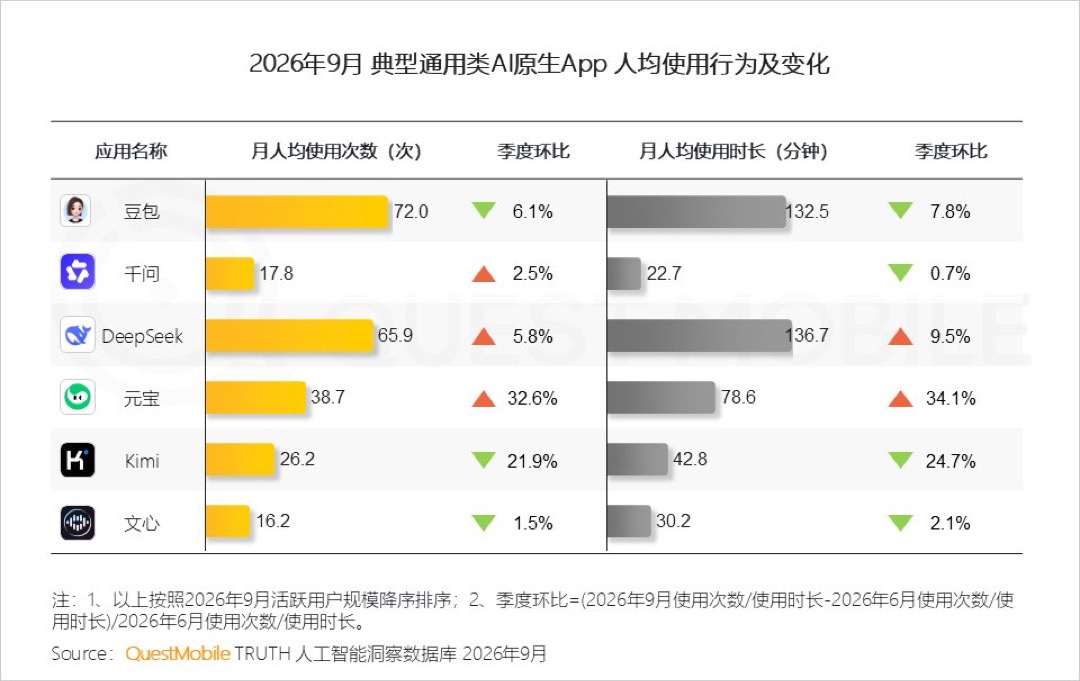 2026年9月 典型通用类AI原生App 人均使用行为及变化
应用名称 月人均使用次数（次） 季度环比 月人均使用时长（分钟） 季度环比
豆包 72.0 ▼ 6.1% 132.5 ▼ 7.8%
千问 17.8 ▲ 2.5% 22.7 ▼ 0.7%
DeepSeek 65.9 ▲ 5.8% 136.7 ▲ 9.5%
元宝 38.7 ▲ 32.6% 78.6 ▲ 34.1%
Kimi 26.2 ▼ 21.9% 42.8 ▼ 24.7%
文心 16.2 ▼ 1.5% 30.2 ▼ 2.1%
QUESTMOBILE
注：1、以上按照2026年9月活跃用户规模降序排序；2、季度环比=(2026年9月使用次数/使用时长-2026年6月使用次数/使
用时长)/2026年6月使用次数/使用时长。
Source：QuestMobile TRUTH 人工智能洞察数据库 2026年9月